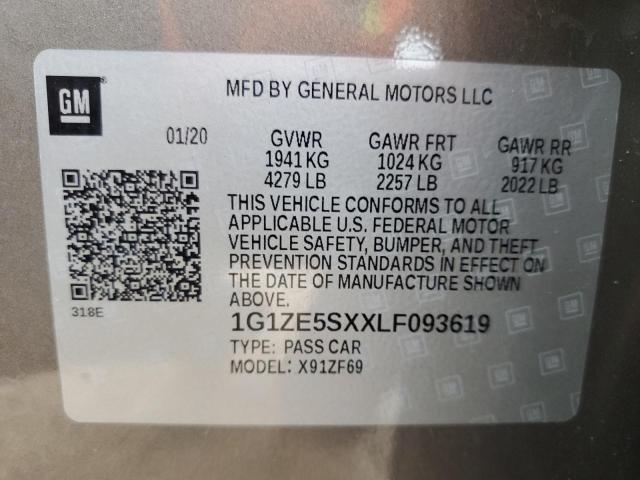 GM
MFD BY GENERAL MOTORS LLC
01/20 GVWR GAWR FRT GAWR RR
1941 KG 1024 KG 917 KG
4279 LB 2257 LB 2022 LB
THIS VEHICLE CONFORMS TO ALL
APPLICABLE U.S. FEDERAL MOTOR
VEHICLE SAFETY, BUMPER, AND THEFT
PREVENTION STANDARDS IN EFFECT ON
THE DATE OF MANUFACTURE SHOWN
ABOVE.
318E
1G1ZE5SXXLF093619
TYPE: PASS CAR
MODEL: X91ZF69